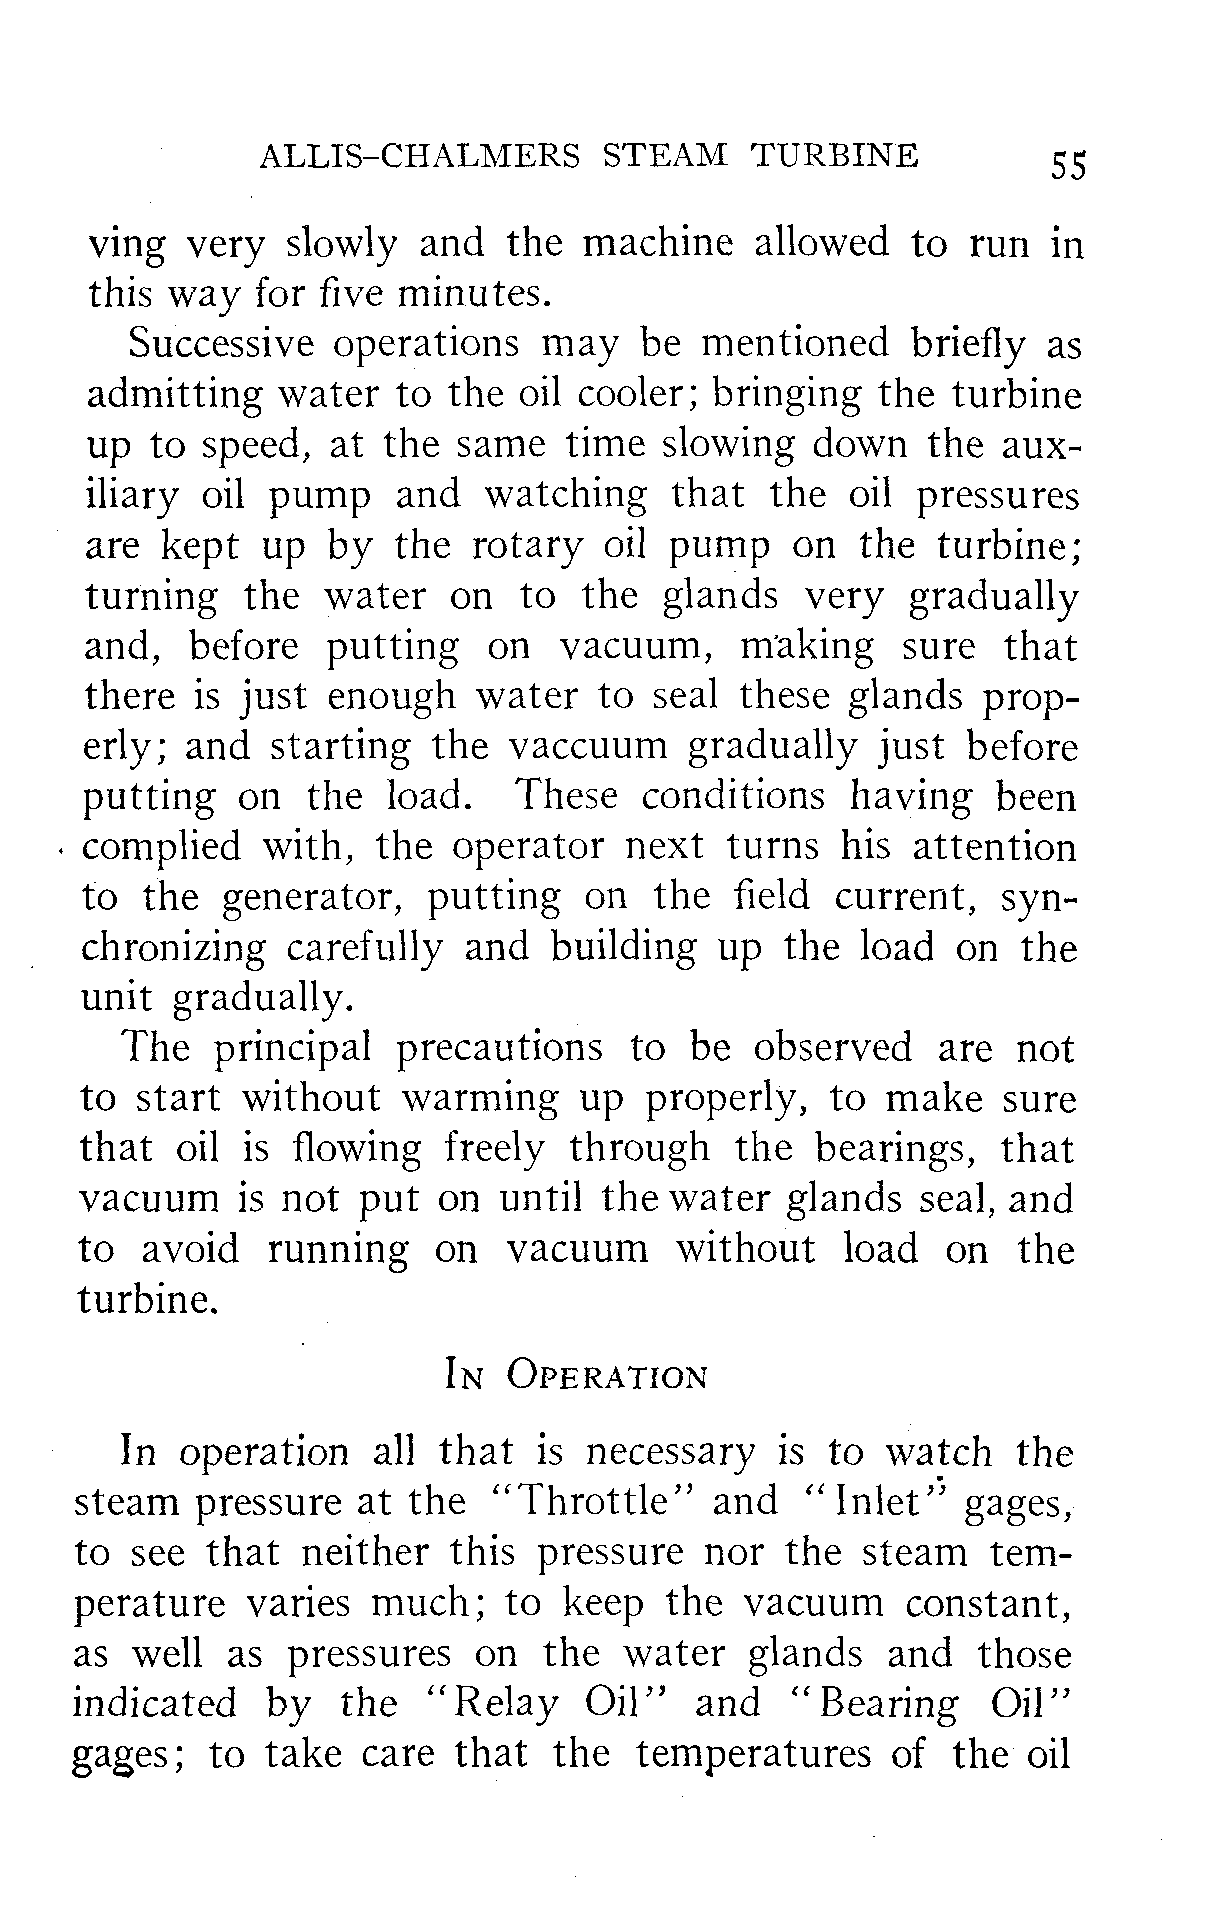 ALLIS–CHALMERS STEAM TURBINE 55
ving very slowly and the machine allowed to run in
this way for five minutes.
Successive operations may be mentioned briefly as
admitting water to the oil cooler; bringing the turbine
up to speed, at the same time slowing down the aux-
iliary oil pump and watching that the oil pressures
are kept up by the rotary oil pump on the turbine;
turning the water on to the glands very gradually
and, before putting on vacuum, making sure that
there is just enough water to seal these glands prop-
erly; and starting the vaccuum gradually just before
putting on the load. These conditions having been
complied with, the operator next turns his attention
to the generator, putting on the field current, syn-
chronizing carefully and building up the load on the
unit gradually.
The principal precautions to be observed are not
to start without warming up properly, to make sure
that oil is flowing freely through the bearings, that
vacuum is not put on until the water glands seal, and
to avoid running on vacuum without load on the
turbine.
In Operation
In operation all that is necessary is to watch the
steam pressure at the “Throttle” and “Inlet” gages,
to see that neither this pressure nor the steam tem-
perature varies much; to keep the vacuum constant,
as well as pressures on the water glands and those
indicated by the “Relay Oil” and “Bearing Oil”
gages; to take care that the temperatures of the oil